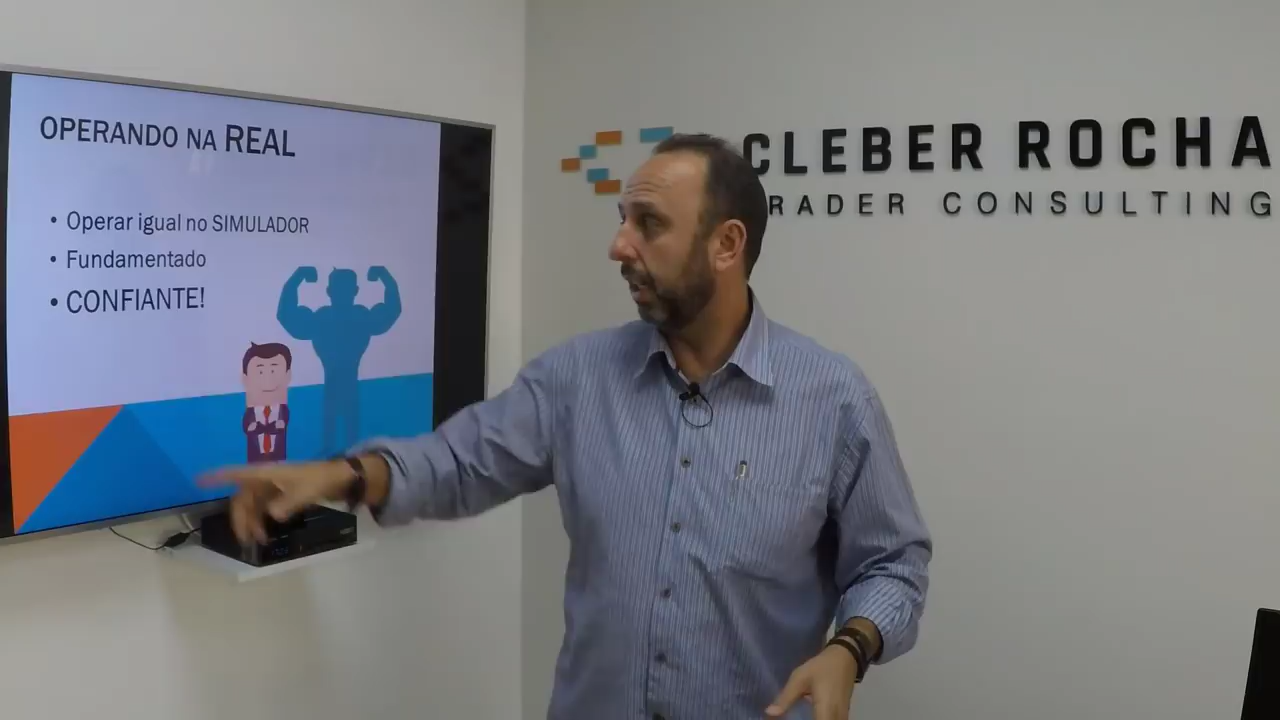 OPERANDO NA REAL
• Operar igual no SIMULADOR
• Fundamentado
• CONFIANTE!
CLEBER ROCHA
RADER CONSULTING